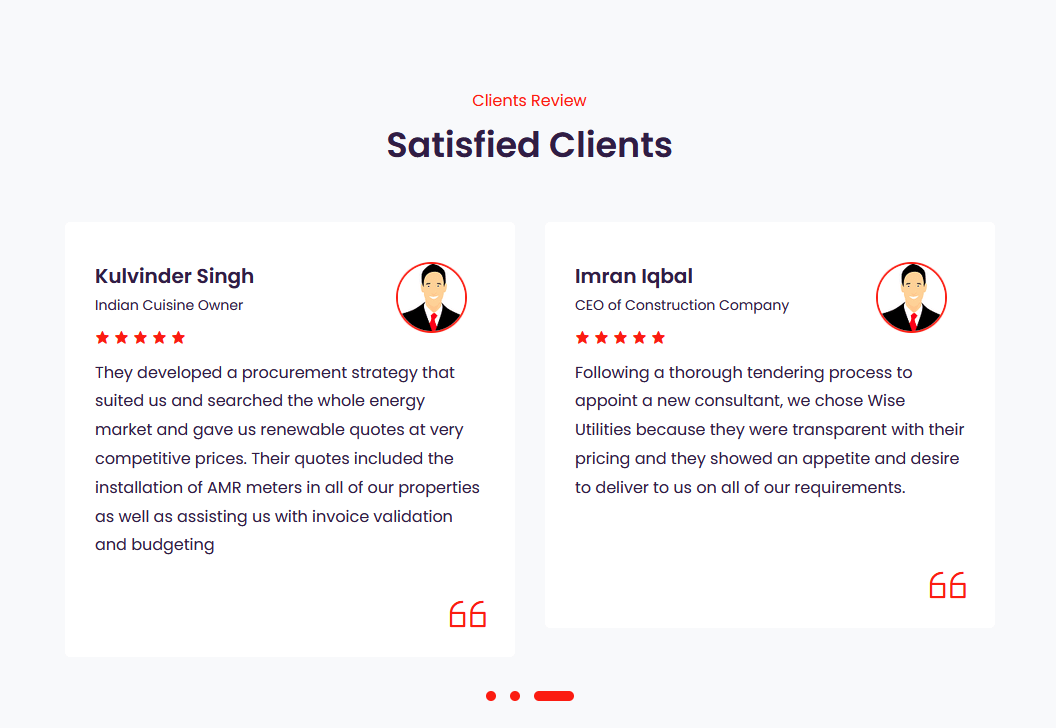 Clients Review
Satisfied Clients
Kulvinder Singh
Indian Cuisine Owner
They developed a procurement strategy that
suited us and searched the whole energy
market and gave us renewable quotes at very
competitive prices. Their quotes included the
installation of AMR meters in all of our properties
as well as assisting us with invoice validation
and budgeting
Imran Iqbal
CEO of Construction Company
Following a thorough tendering process to
appoint a new consultant, we chose Wise
Utilities because they were transparent with their
pricing and they showed an appetite and desire
to deliver to us on all of our requirements.